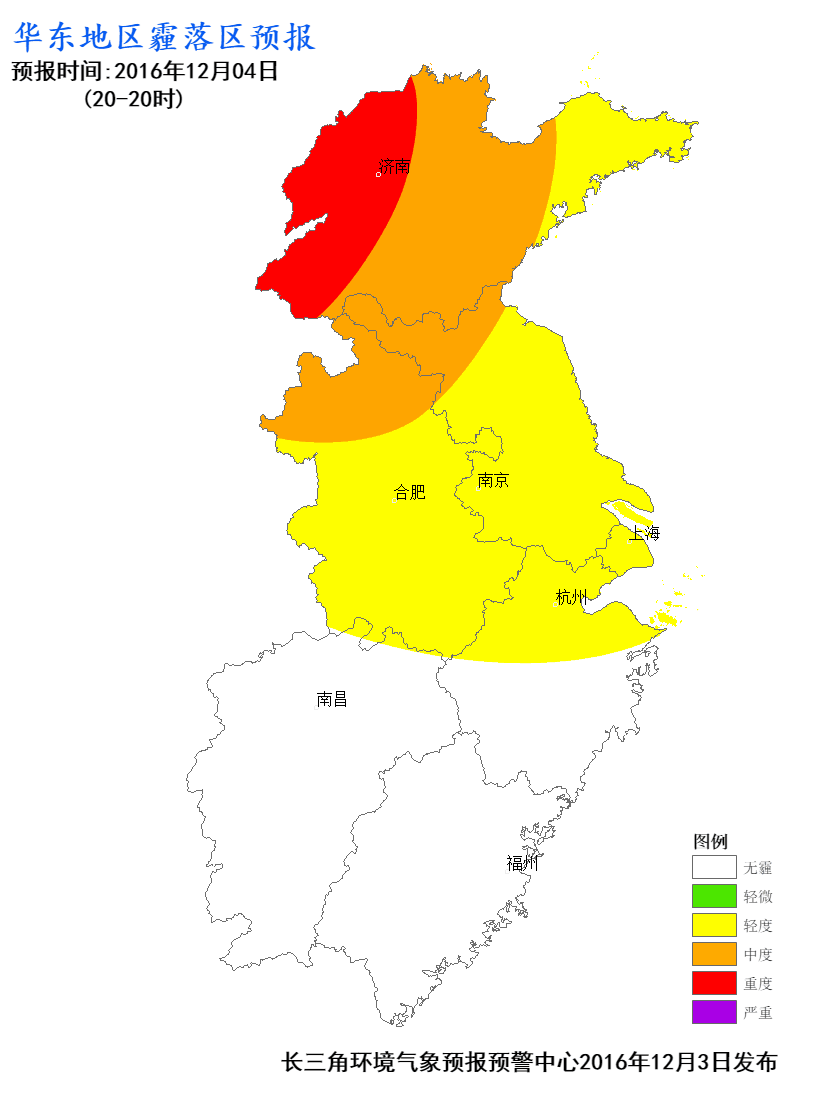 华东地区霾落区预报
预报时间:2016年12月04日
(20-20时)
济南
合肥
南京
上海
杭州
南昌
福州
图例
无霾
轻微
轻度
中度
重度
严重
长三角环境气象预报预警中心2016年12月3日发布